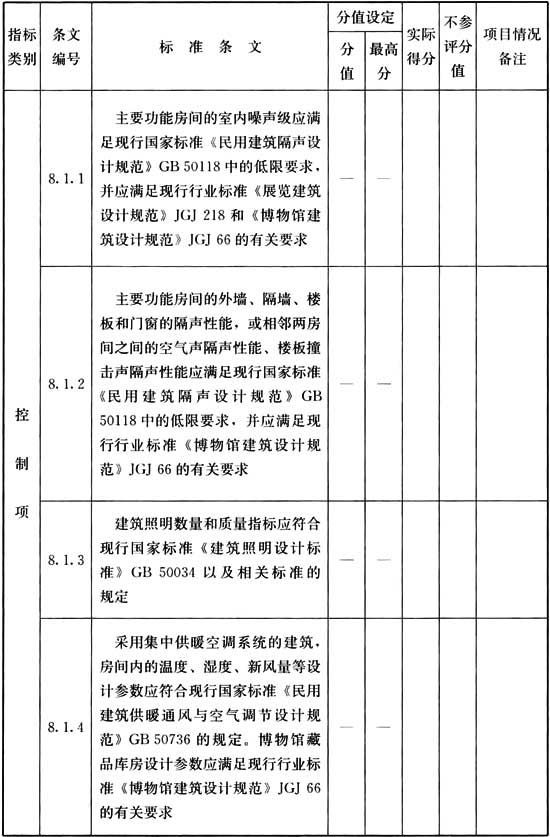 指标类别
条文编号
标准条文
分值设定
分值
最高分
实际得分
不参评分值
项目情况备注
控制项
8.1.1
主要功能房间的室内噪声级应满
足现行国家标准《民用建筑隔声设
计规范》GB 50118 中的低限要求，
并应满足现行行业标准《展览建筑
设计规范》JGJ 218 和《博物馆建
筑设计规范》JGJ 66 的有关要求
—
—
8.1.2
主要功能房间的外墙、隔墙、楼
板和门窗的隔声性能，或相邻两房
间之间的空气声隔声性能、楼板撞
击声隔声性能应满足现行国家标准
《民用建筑隔声设计规范》GB
50118 中的低限要求，并应满足现
行行业标准《博物馆建筑设计规
范》JGJ 66 的有关要求
—
—
8.1.3
建筑照明数量和质量指标应符合
现行国家标准《建筑照明设计标
准》GB 50034 以及相关标准的
规定
—
—
8.1.4
采用集中供暖空调系统的建筑，
房间内的温度、湿度、新风量等设
计参数应符合现行国家标准《民用
建筑供暖通风与空气调节设计规
范》GB 50736 的规定。博物馆藏
品库房设计参数应满足现行行业标
准《博物馆建筑设计规范》JGJ 66
的有关要求
—
—